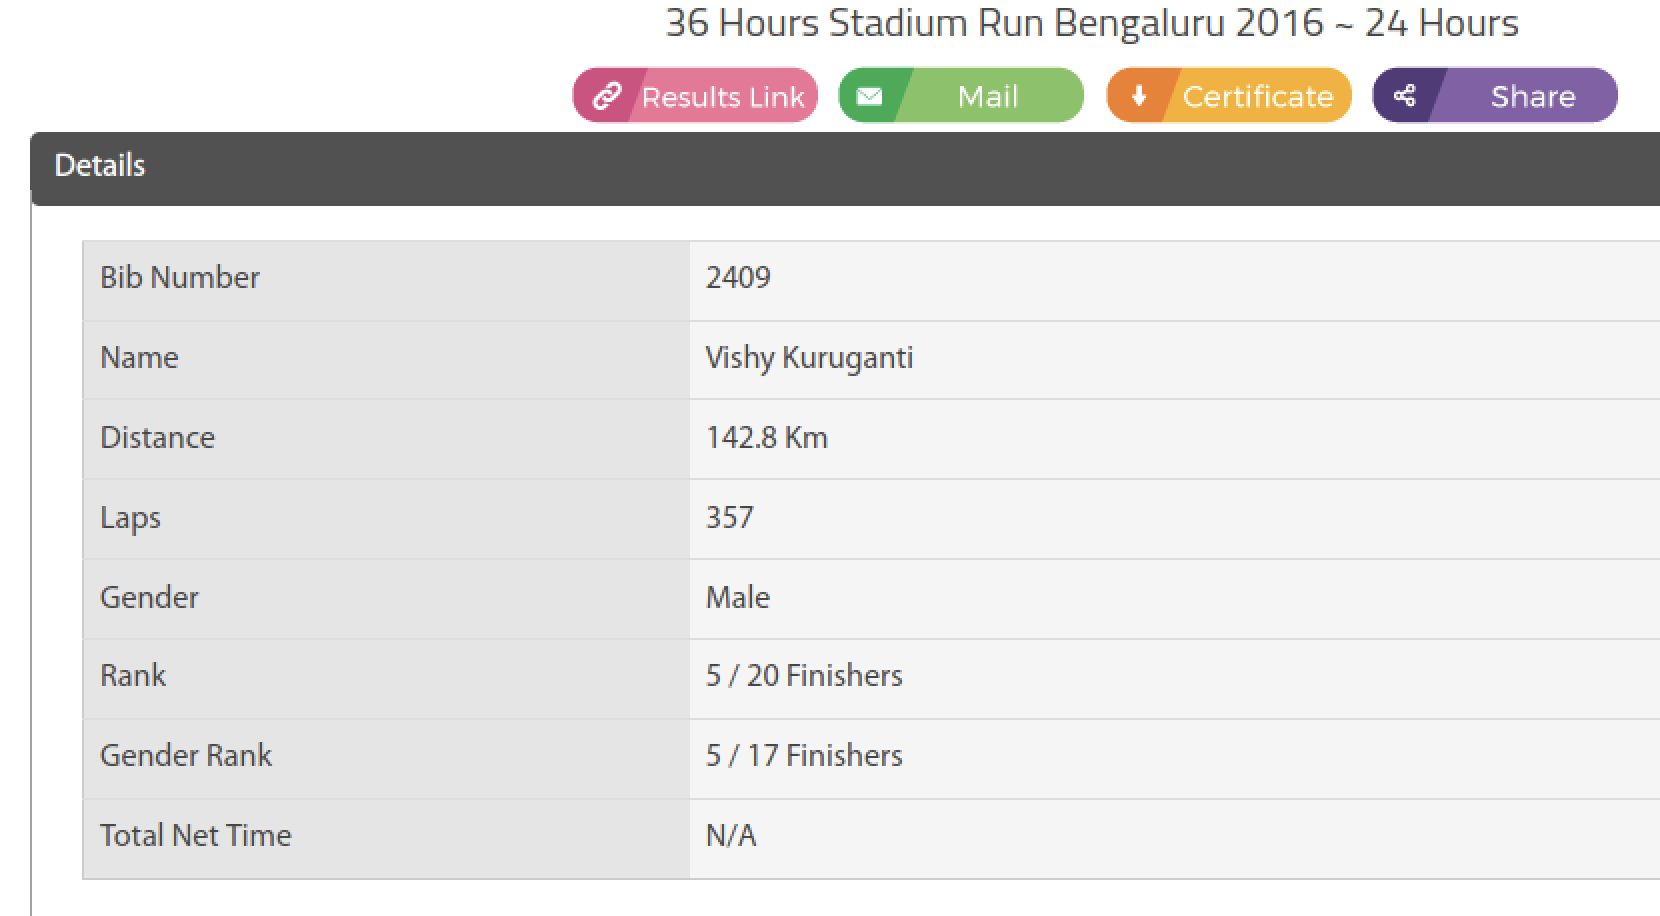 36 Hours Stadium Run Bengaluru 2016 ~ 24 Hours
Results Link Mail Certificate Share
Details
Bib Number 2409
Name Vishy Kuruganti
Distance 142.8 Km
Laps 357
Gender Male
Rank 5 / 20 Finishers
Gender Rank 5 / 17 Finishers
Total Net Time N/A